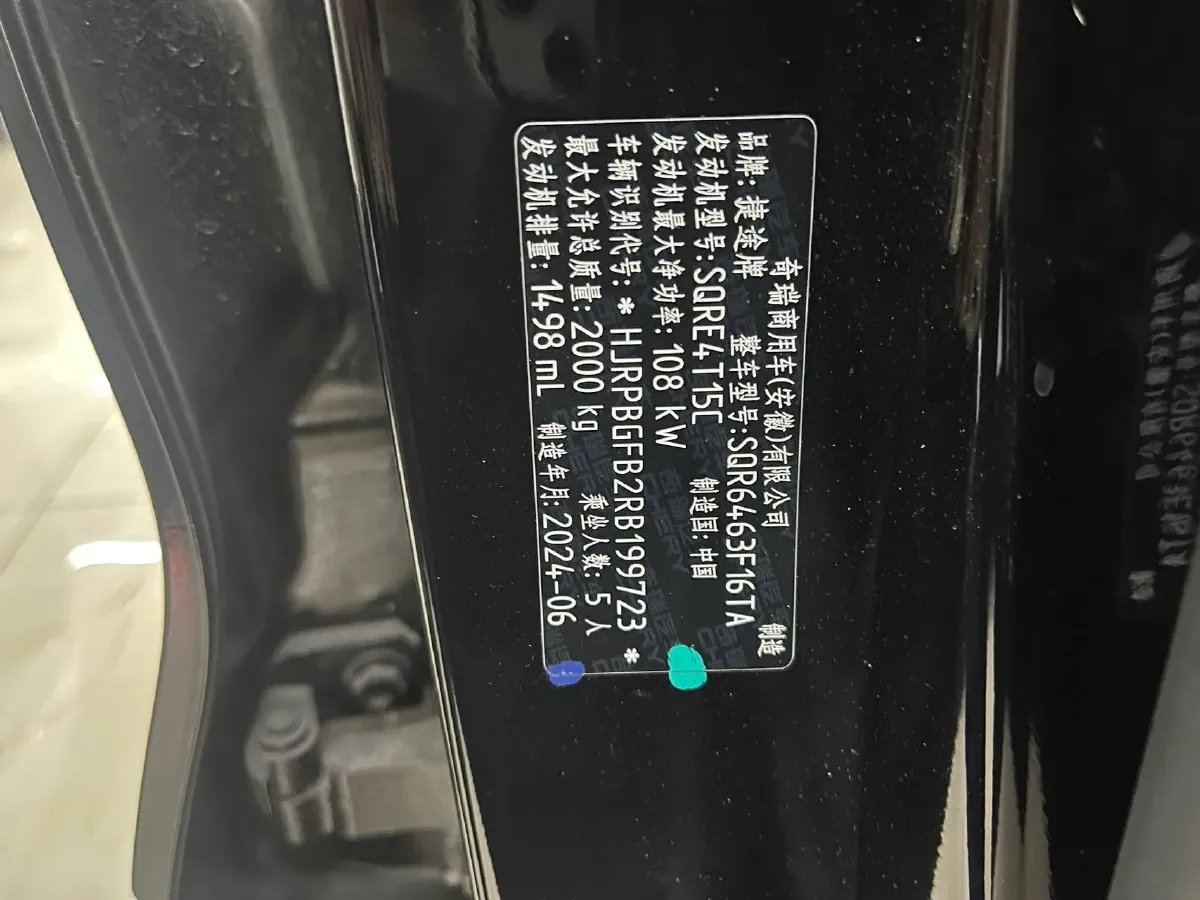 奇瑞商用车(安徽)有限公司 制造
品牌: 捷途牌 整车型号:SQR6463F16TA
发动机型号:SQRE4T15C 制造国:中国
发动机最大净功率: 108 kW
车辆识别代号: * HJRPBGFB2RB199723 *
最大允许总质量: 2000 kg 乘坐人数: 5 人
发动机排量: 1498 mL 制造年月: 2024-06